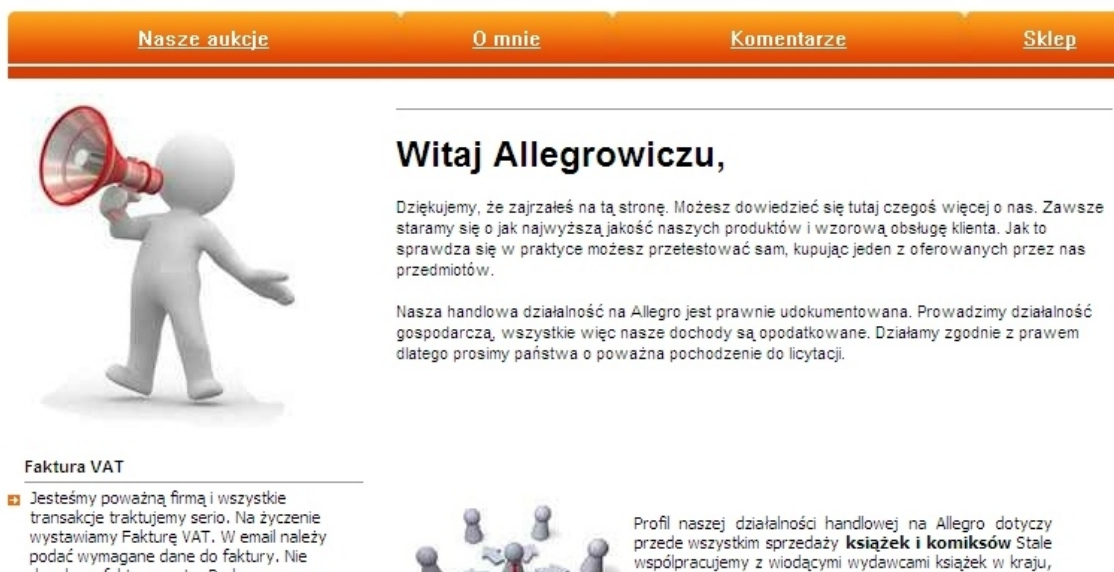 Nasze aukcje O mnie Komentarze Sklep
Witaj Allegrowiczu,
Dziękujemy, że zajrzałeś na tą stronę. Możesz dowiedzieć się tutaj czegoś więcej o nas. Zawsze
staramy się o jak najwyższą jakość naszych produktów i wzorową obsługę klienta. Jak to
sprawdza się w praktyce możesz przetestować sam, kupując jeden z oferowanych przez nas
przedmiotów.
Nasza handlowa działalność na Allegro jest prawnie udokumentowana. Prowadzimy działalność
gospodarczą, wszystkie więc nasze dochody są opodatkowane. Działamy zgodnie z prawem
dlatego prosimy państwa o poważna pochodzenie do licytacji.
Faktura VAT
Jesteśmy poważną firmą i wszystkie
transakcje traktujemy serio. Na życzenie
wystawiamy Fakturę VAT. W email należy
podać wymagane dane do faktury. Nie
Profil naszej działalności handlowej na Allegro dotyczy
przede wszystkim sprzedaży książek i komiksów Stale
współpracujemy z wiodącymi wydawcami książek w kraju,